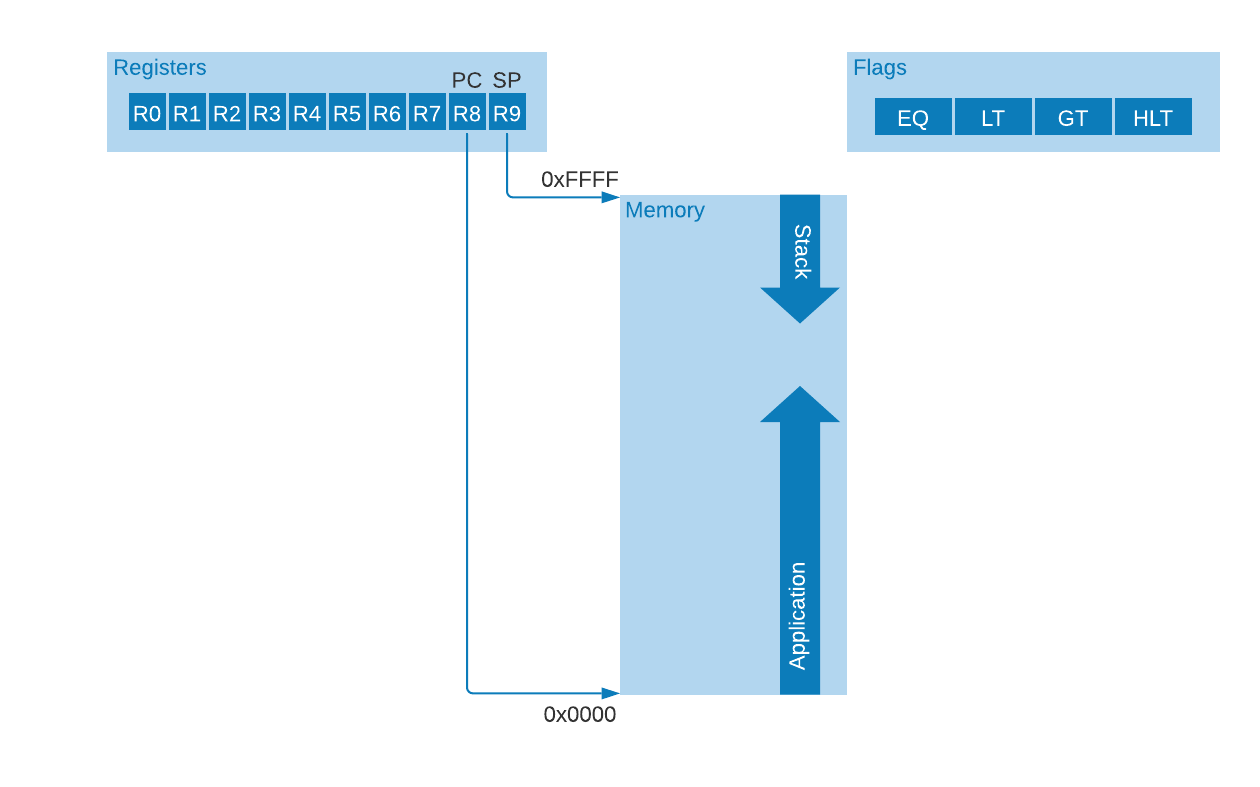 Registers
PC SP
R0 R1 R2 R3 R4 R5 R6 R7 R8 R9
Flags
EQ LT GT HLT
0xFFFF
Memory
Stack
Application
0x0000